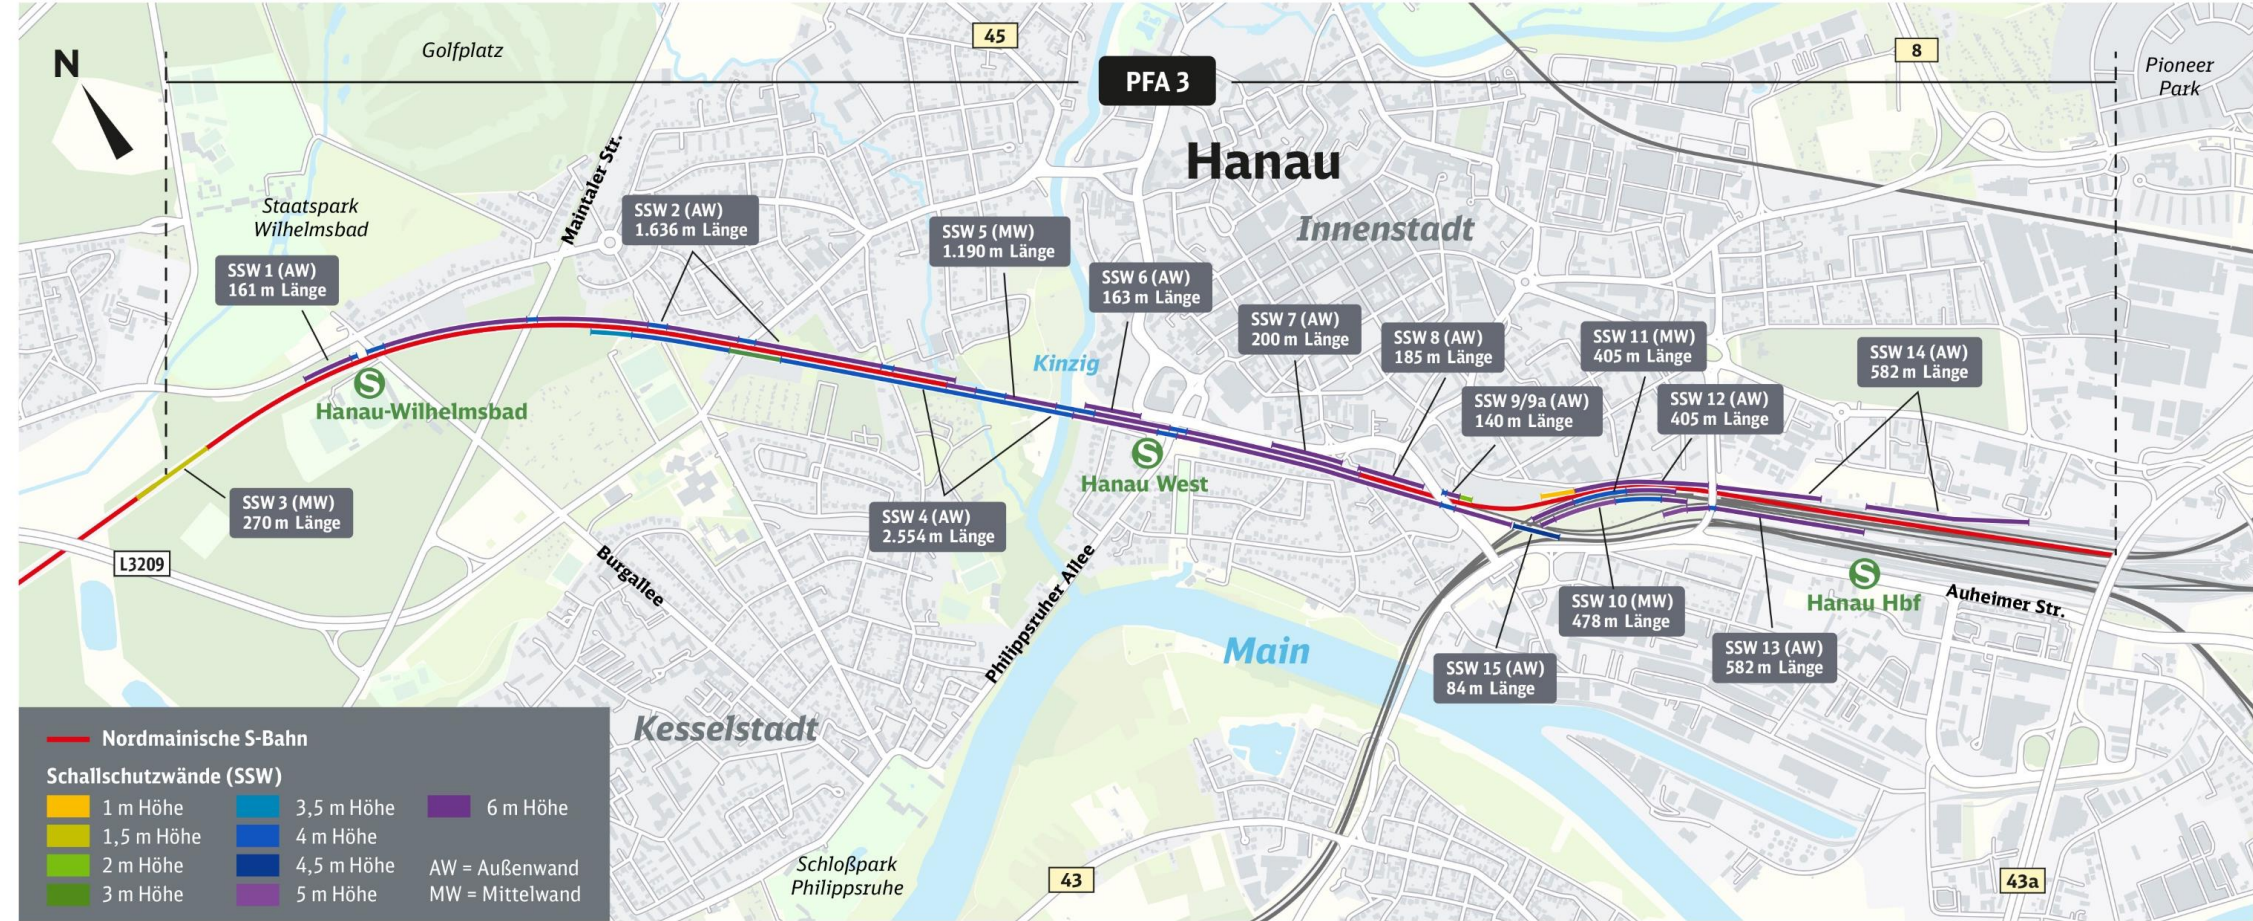 45
8
N
Golfplatz
PFA 3
Pioneer
Park
Hanau
Innenstadt
Maintaler Str.
Staatspark
Wilhelmsbad
SSW 1 (AW)
161 m Länge
SSW 2 (AW)
1.636 m Länge
SSW 5 (MW)
1.190 m Länge
SSW 6 (AW)
163 m Länge
SSW 7 (AW)
200 m Länge
SSW 8 (AW)
185 m Länge
SSW 11 (MW)
405 m Länge
SSW 14 (AW)
582 m Länge
Kinzig
SSW 9/9a (AW)
140 m Länge
SSW 12 (AW)
405 m Länge
S
Hanau-Wilhelmsbad
S
Hanau West
SSW 3 (MW)
270 m Länge
SSW 4 (AW)
2.554 m Länge
L3209
Burgallee
Philippsruher Allee
S
Hanau Hbf
Auheimer Str.
SSW 10 (MW)
478 m Länge
SSW 13 (AW)
582 m Länge
SSW 15 (AW)
84 m Länge
Main
Kesselstadt
Schloßpark
Philippsruhe
43
43a
Nordmainische S-Bahn
Schallschutzwände (SSW)
1 m Höhe
1,5 m Höhe
2 m Höhe
3 m Höhe
3,5 m Höhe
4 m Höhe
4,5 m Höhe
5 m Höhe
6 m Höhe
AW = Außenwand
MW = Mittelwand